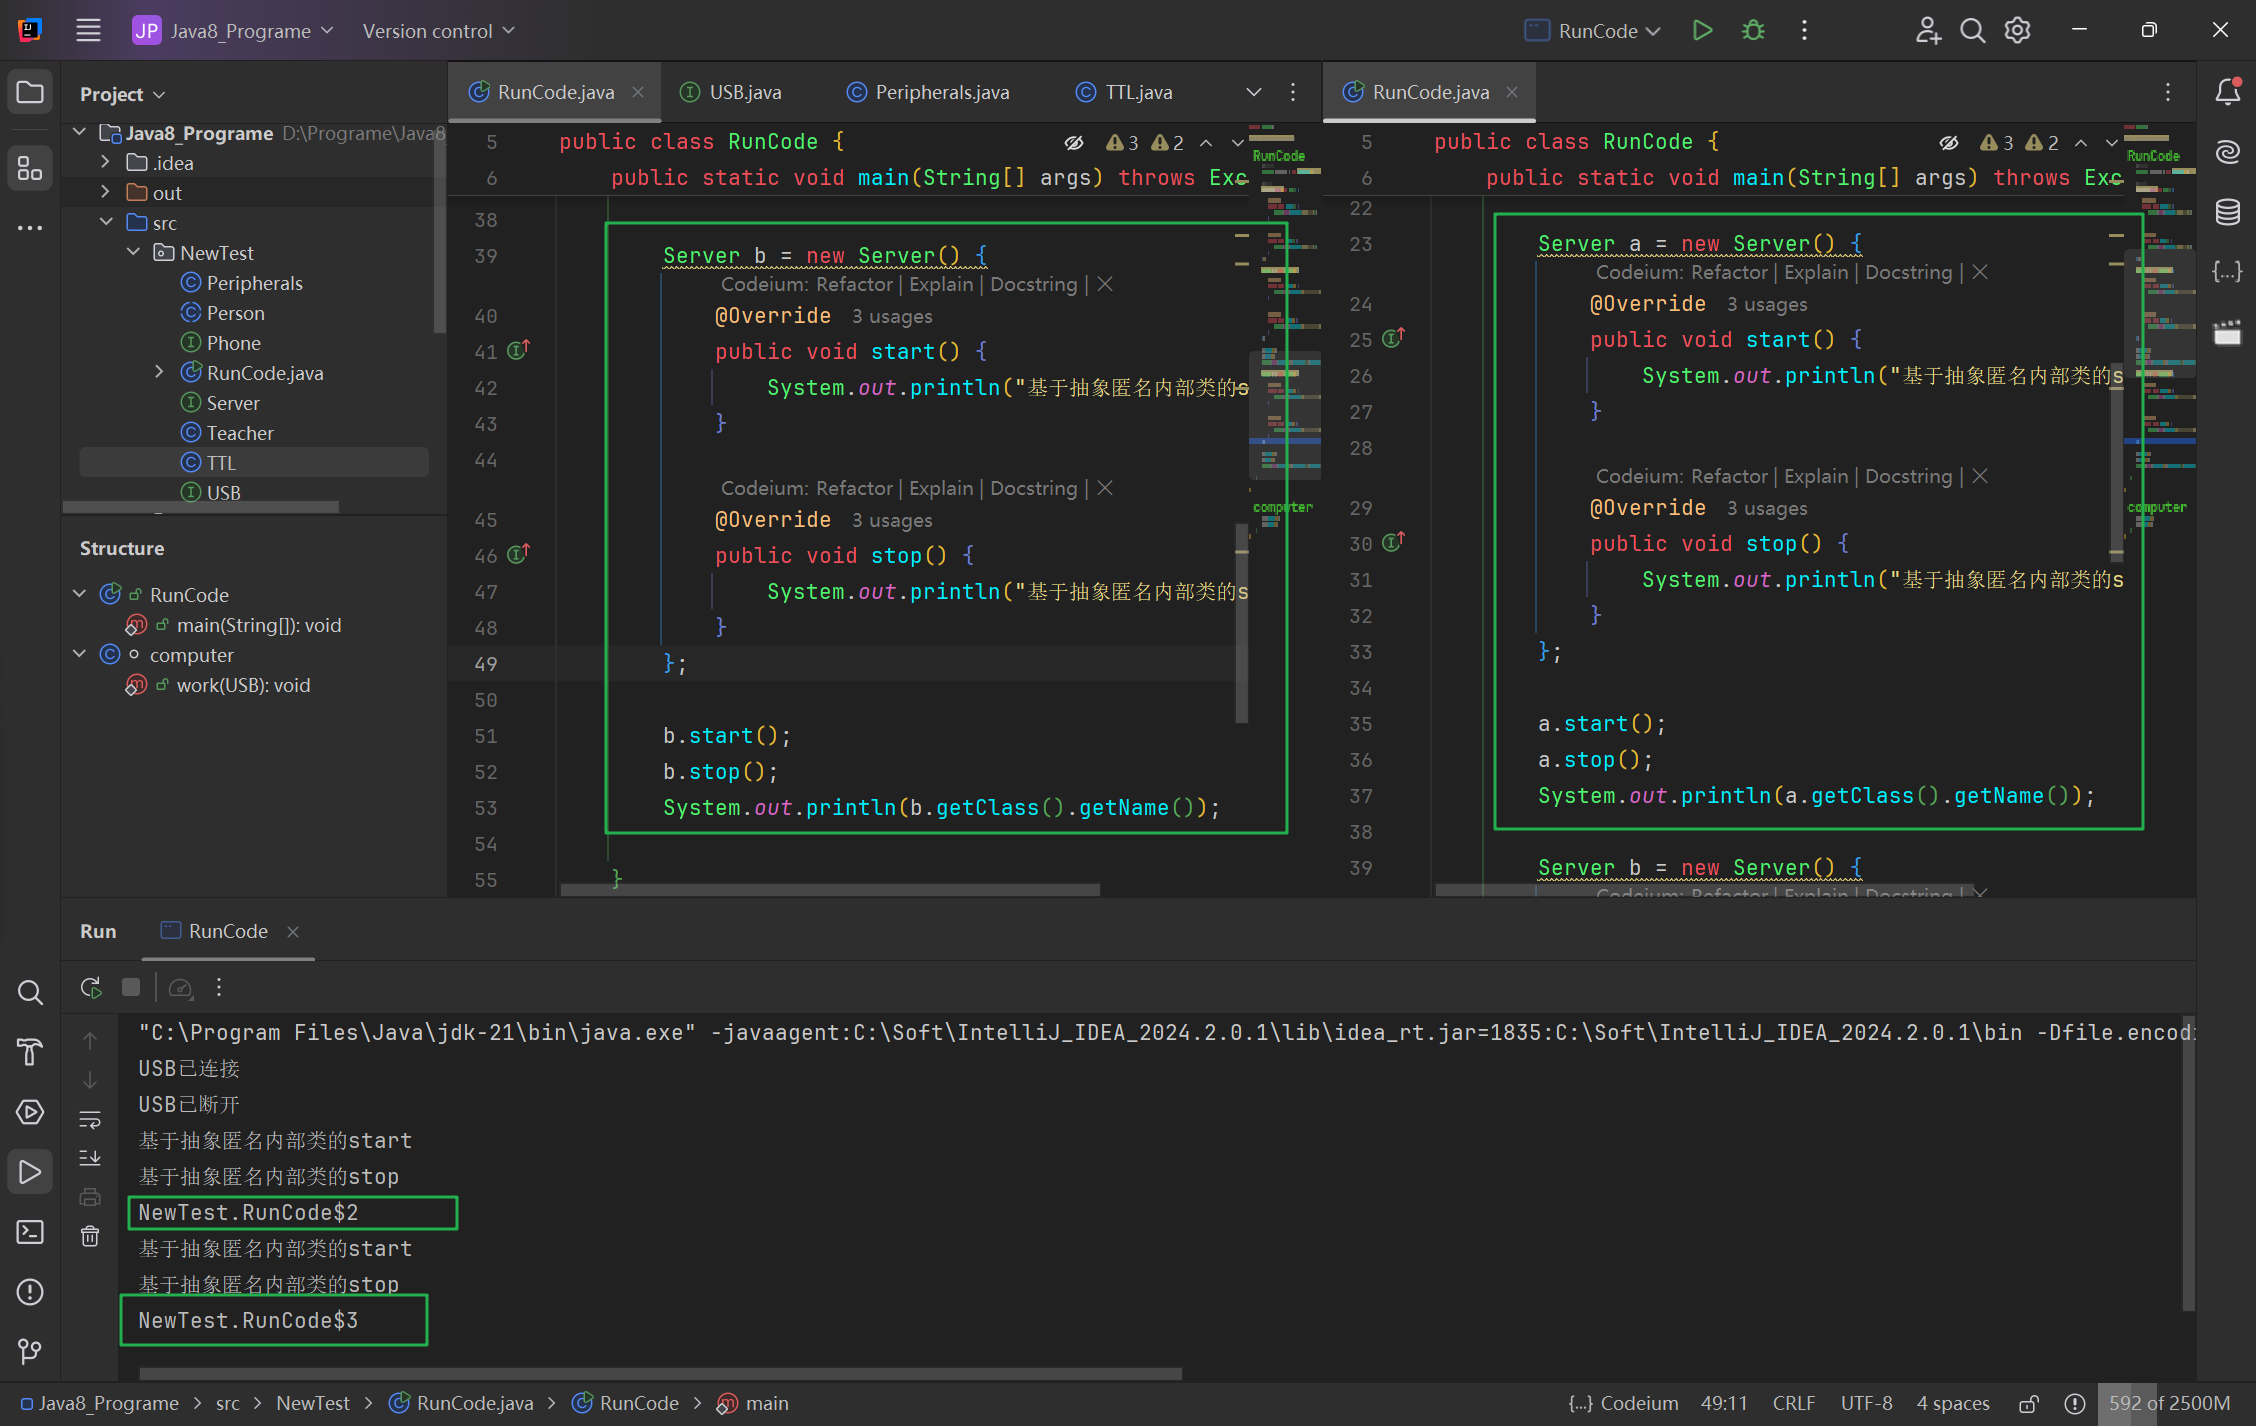 JP Java8_Programe Version control RunCode
Project
Java8_Programe D:\Programe\Java8
.idea
out
src
NewTest
Peripherals
Person
Phone
RunCode.java
Server
Teacher
TTL
USB
Structure
RunCode
main(String[]): void
computer
work(USB): void
RunCode.java USB.java Peripherals.java TTL.java
5 public class RunCode { 3 2
6 public static void main(String[] args) throws Exc
38
39 Server b = new Server() {
Codeium: Refactor | Explain | Docstring |
40 @Override 3 usages
41 public void start() {
42 System.out.println("基于抽象匿名内部类的s
43 }
44
Codeium: Refactor | Explain | Docstring |
45 @Override 3 usages
46 public void stop() {
47 System.out.println("基于抽象匿名内部类的s
48 }
49 };
50
51 b.start();
52 b.stop();
53 System.out.println(b.getClass().getName());
54
55 }
RunCode
computer
RunCode.java
5 public class RunCode { 3 2
6 public static void main(String[] args) throws Exc
22
23 Server a = new Server() {
Codeium: Refactor | Explain | Docstring |
24 @Override 3 usages
25 public void start() {
26 System.out.println("基于抽象匿名内部类的s
27 }
28
Codeium: Refactor | Explain | Docstring |
29 @Override 3 usages
30 public void stop() {
31 System.out.println("基于抽象匿名内部类的s
32 }
33 };
34
35 a.start();
36 a.stop();
37 System.out.println(a.getClass().getName());
38
39 Server b = new Server() {
Codeium: Refactor | Explain | Docstring |
RunCode
computer
Run RunCode
"C:\Program Files\Java\jdk-21\bin\java.exe" -javaagent:C:\Soft\IntelliJ_IDEA_2024.2.0.1\lib\idea_rt.jar=1835:C:\Soft\IntelliJ_IDEA_2024.2.0.1\bin -Dfile.encodi
USB已连接
USB已断开
基于抽象匿名内部类的start
基于抽象匿名内部类的stop
NewTest.RunCode$2
基于抽象匿名内部类的start
基于抽象匿名内部类的stop
NewTest.RunCode$3
Java8_Programe > src > NewTest > RunCode.java > RunCode > main {...} Codeium 49:11 CRLF UTF-8 4 spaces 592 of 2500M